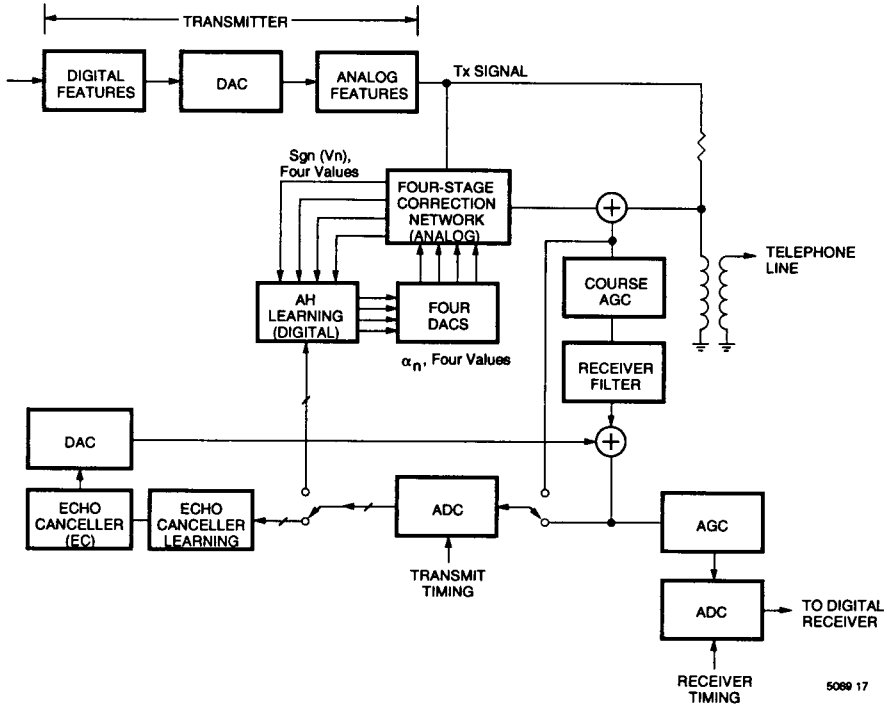 TRANSMITTER
DIGITAL
FEATURES
DAC
ANALOG
FEATURES
Tx SIGNAL
Sgn (Vn),
Four Values
FOUR-STAGE
CORRECTION
NETWORK
(ANALOG)
TELEPHONE
LINE
COURSE
AGC
AH
LEARNING
(DIGITAL)
FOUR
DACS
αn, Four Values
RECEIVER
FILTER
DAC
ECHO
CANCELLER
(EC)
ECHO
CANCELLER
LEARNING
ADC
TRANSMIT
TIMING
AGC
ADC
TO DIGITAL
RECEIVER
RECEIVER
TIMING
5089 17